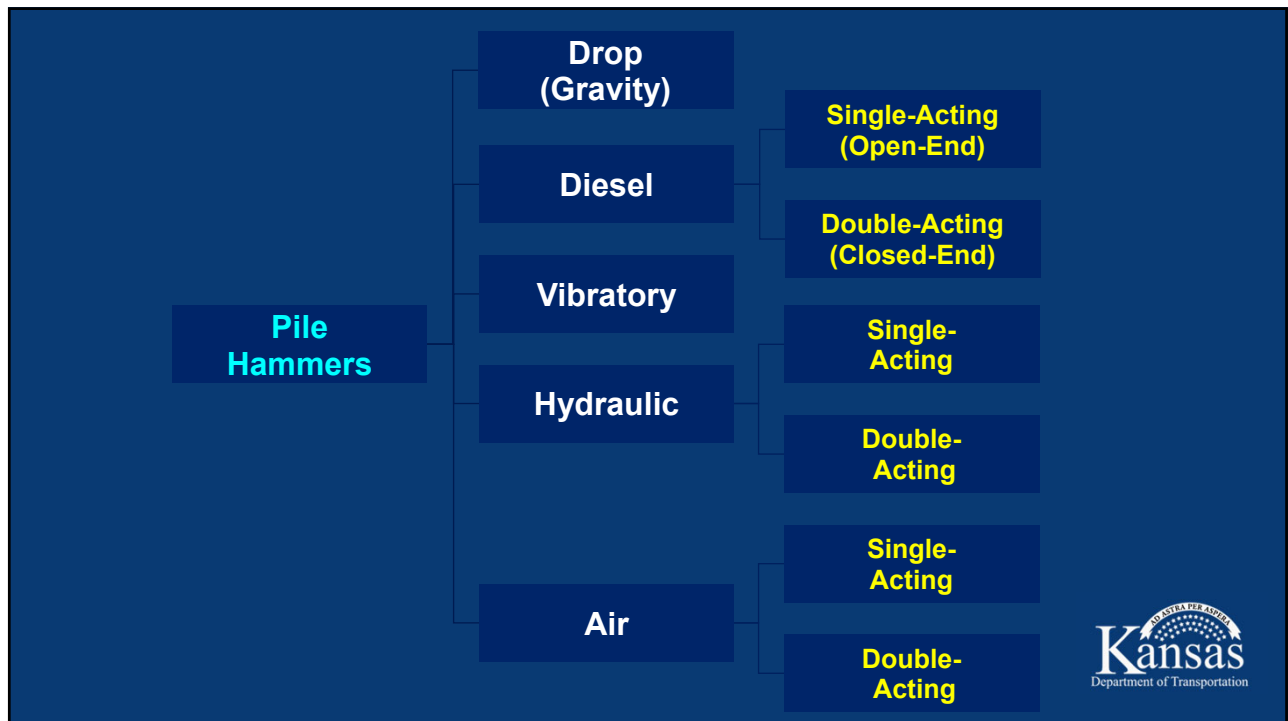 Pile
Hammers
Drop
(Gravity)
Diesel
Single-Acting
(Open-End)
Double-Acting
(Closed-End)
Vibratory
Hydraulic
Single-
Acting
Double-
Acting
Air
Single-
Acting
Double-
Acting
AD ASTRA PER ASPERA
Kansas
Department of Transportation